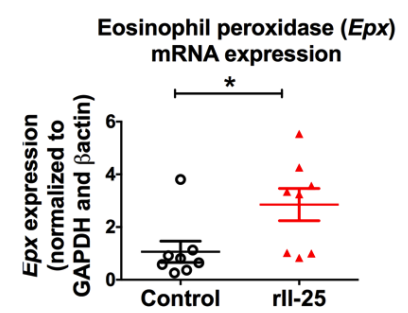 Eosinophil peroxidase (Epx)
mRNA expression
*
Epx expression
(normalized to
GAPDH and βactin)
6
4
2
0
Control
rIl-25